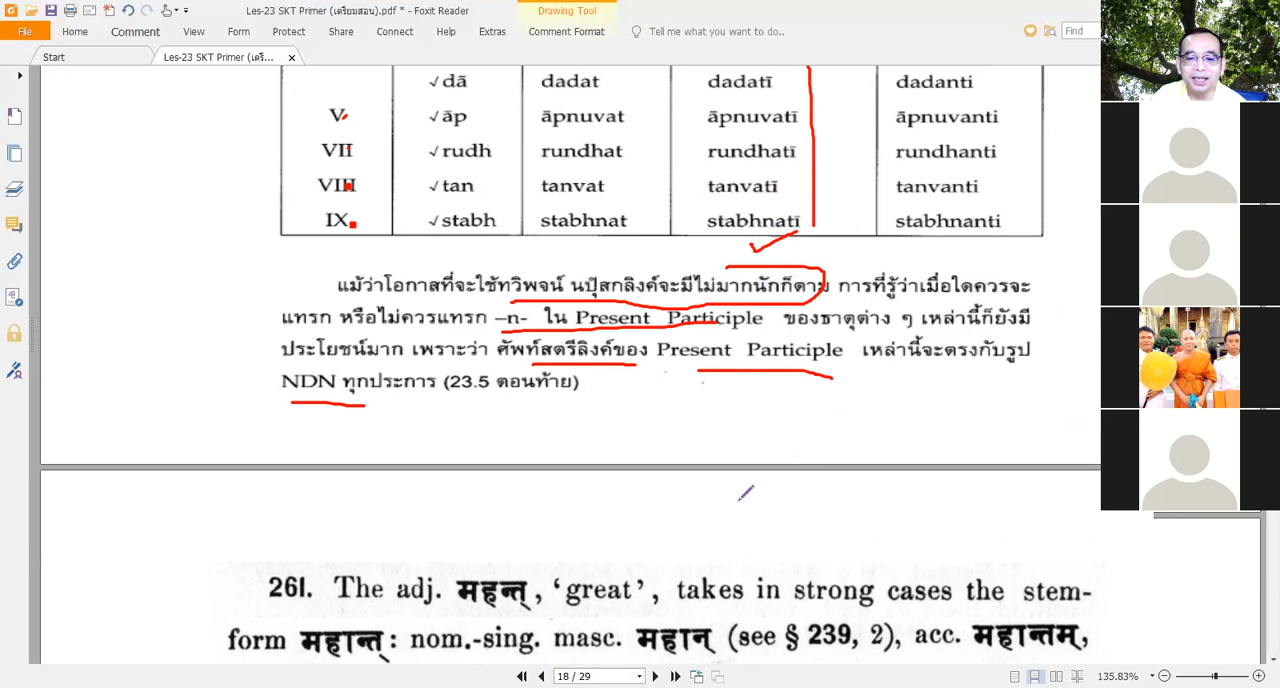 Les-23 SKT Primer (เตรียมสอน).pdf * - Foxit Reader
Drawing Tool
File Home Comment View Form Protect Share Connect Help Extras Comment Format Tell me what you want to do.. Find
Start Les-23 SKT Primer (เตรี...
√dā dadat dadatī dadanti
V √āp āpnuvat āpnuvatī āpnuvanti
VII √rudh rundhat rundhatī rundhanti
VIII √tan tanvat tanvatī tanvanti
IX √stabh stabhnat stabhnatī stabhnanti
แม้ว่าโอกาสที่จะใช้ทวิพจน์ นปุํสกลิงค์จะมีไม่มากนักก็ตาม การที่รู้ว่าเมื่อใดควรจะ
แทรก หรือไม่ควรแทรก –n- ใน Present Participle ของธาตุต่าง ๆ เหล่านี้ก็ยังมี
ประโยชน์มาก เพราะว่า ศัพท์สตรีลิงค์ของ Present Participle เหล่านี้จะตรงกับรูป
NDN ทุกประการ (23.5 ตอนท้าย)
261. The adj. महन्त्, ‘great’, takes in strong cases the stem-
form महान्त्: nom.-sing. masc. महान् (see § 239, 2), acc. महान्तम्,
18 / 29 135.83%